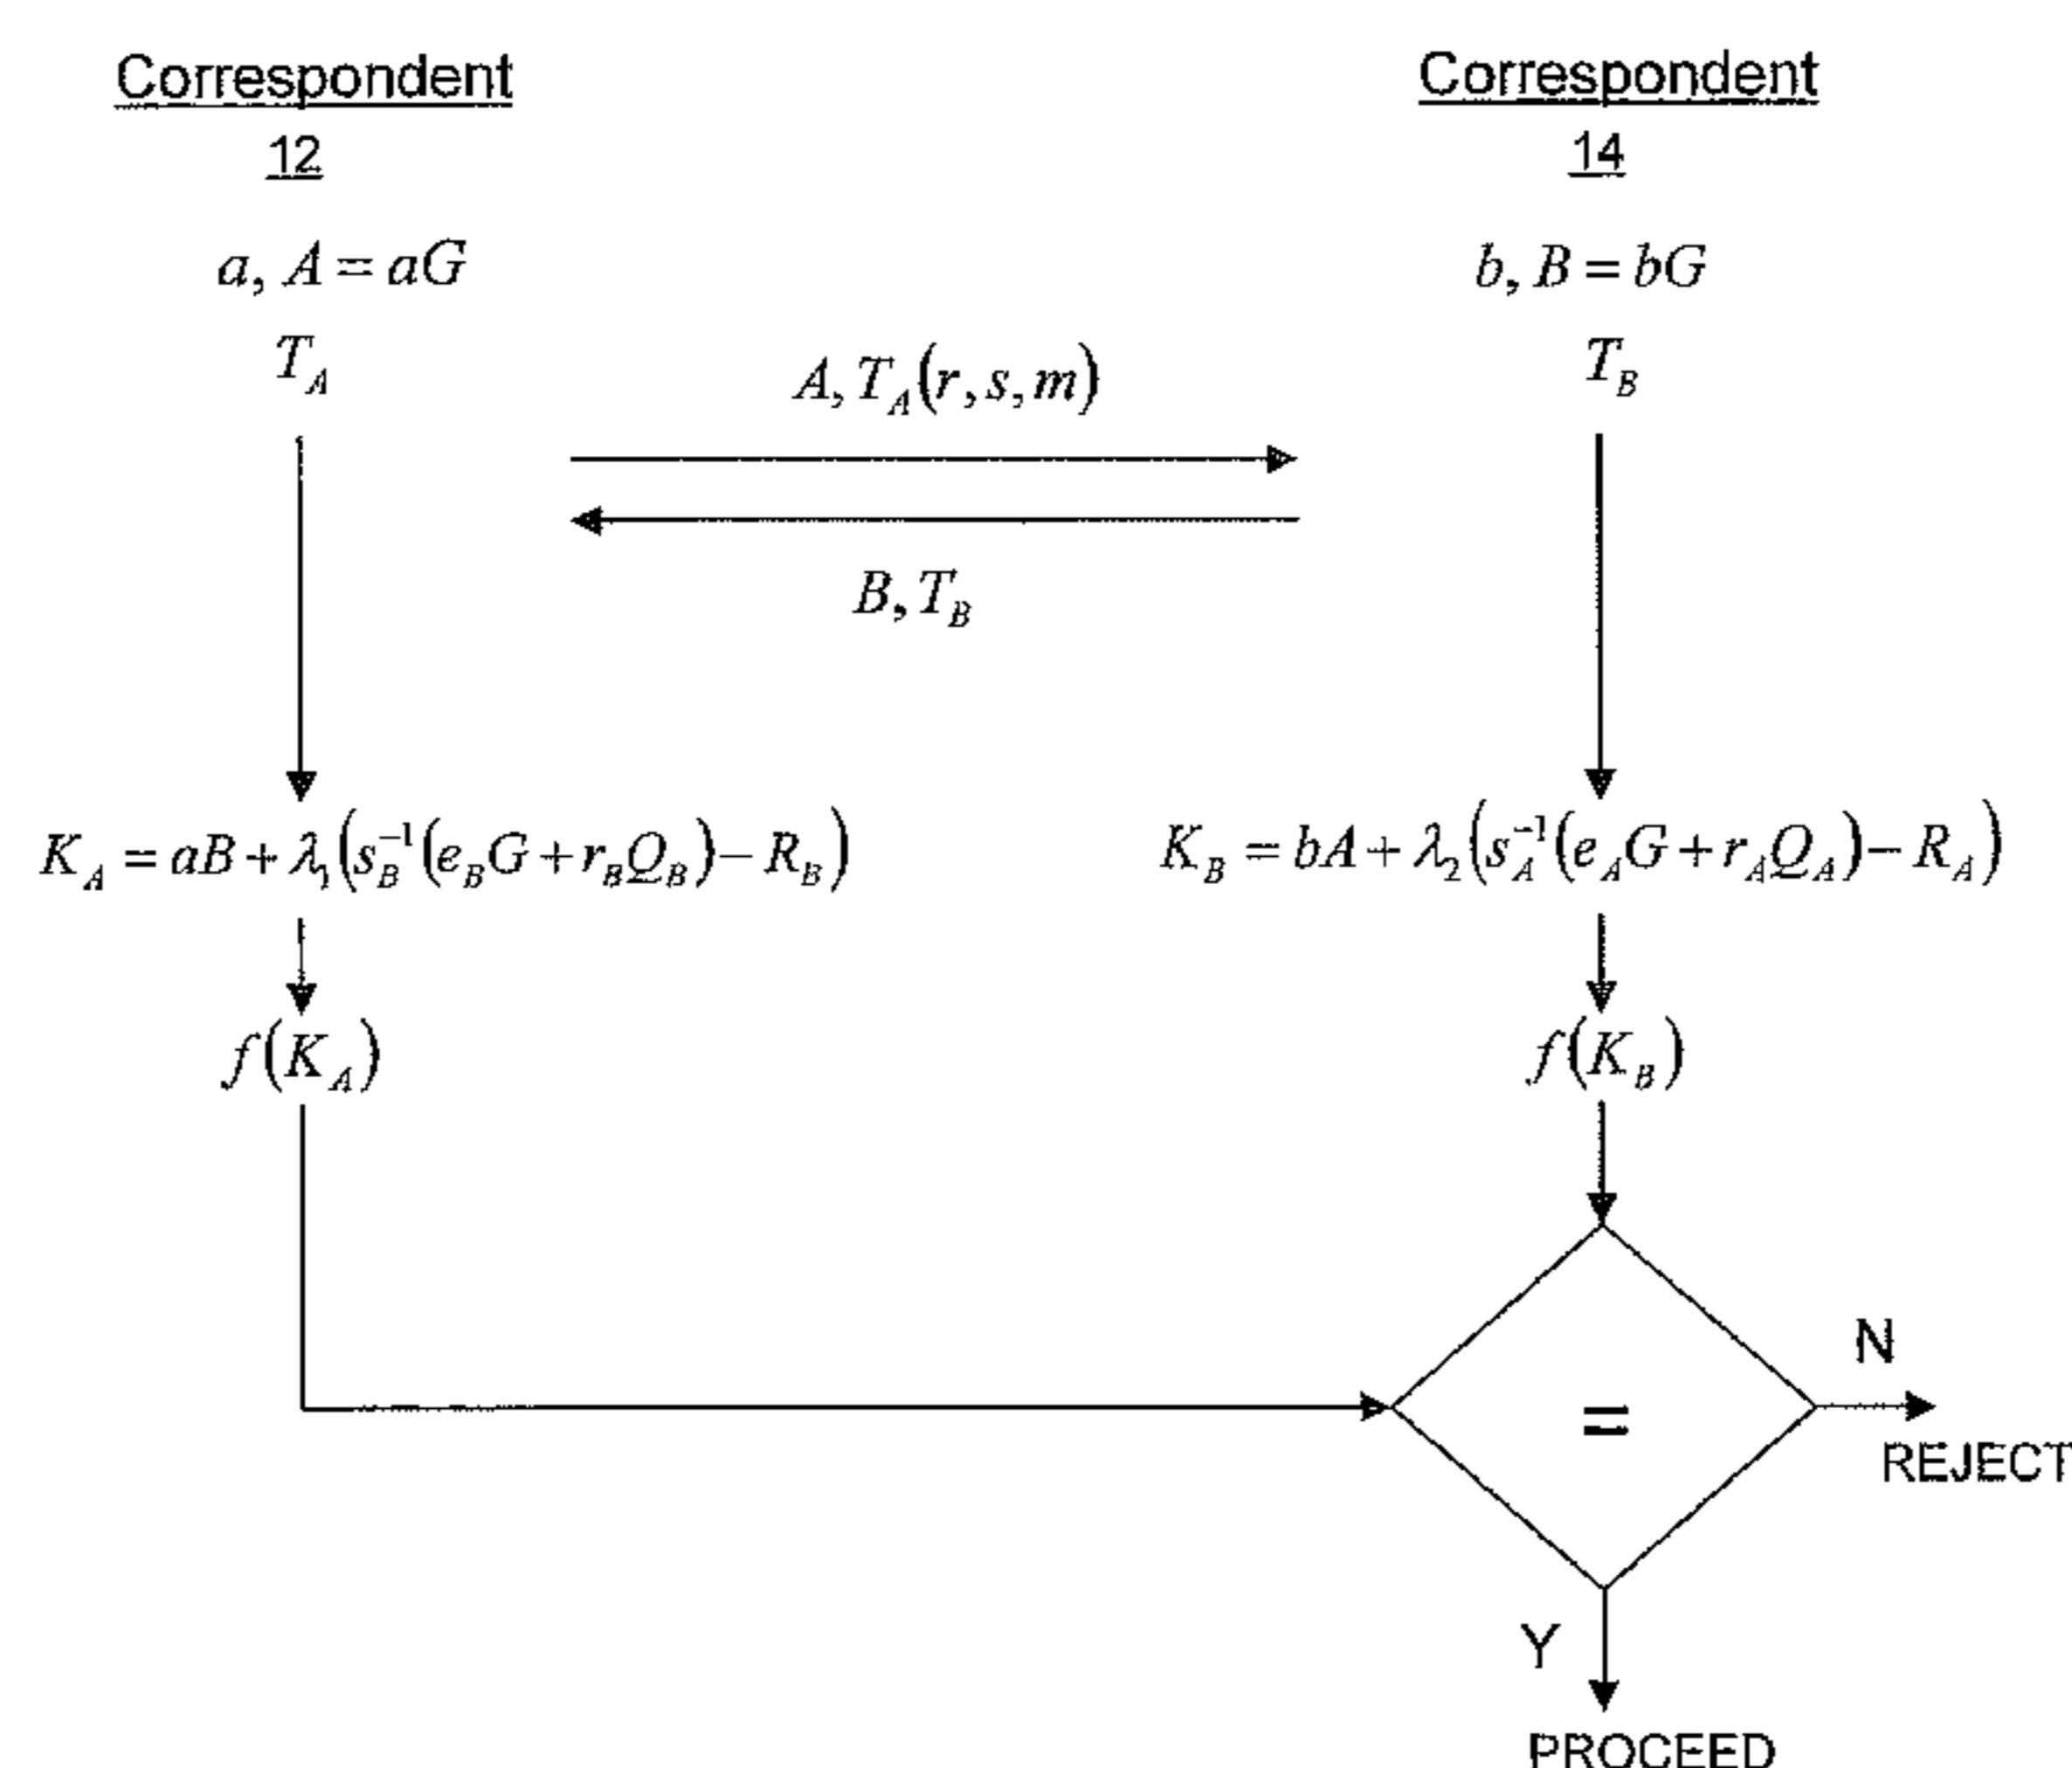 Correspondent
12
a, A = aG
T_A
Correspondent
14
b, B = bG
T_B
A, T_A(r, s, m)
B, T_B
K_A = aB + λ_1(s_B^{-1}(e_B G + r_B Q_B) − R_B)
K_B = bA + λ_2(s_A^{-1}(e_A G + r_A Q_A) − R_A)
f(K_A)
f(K_B)
=
N
REJECT
Y
PROCEED